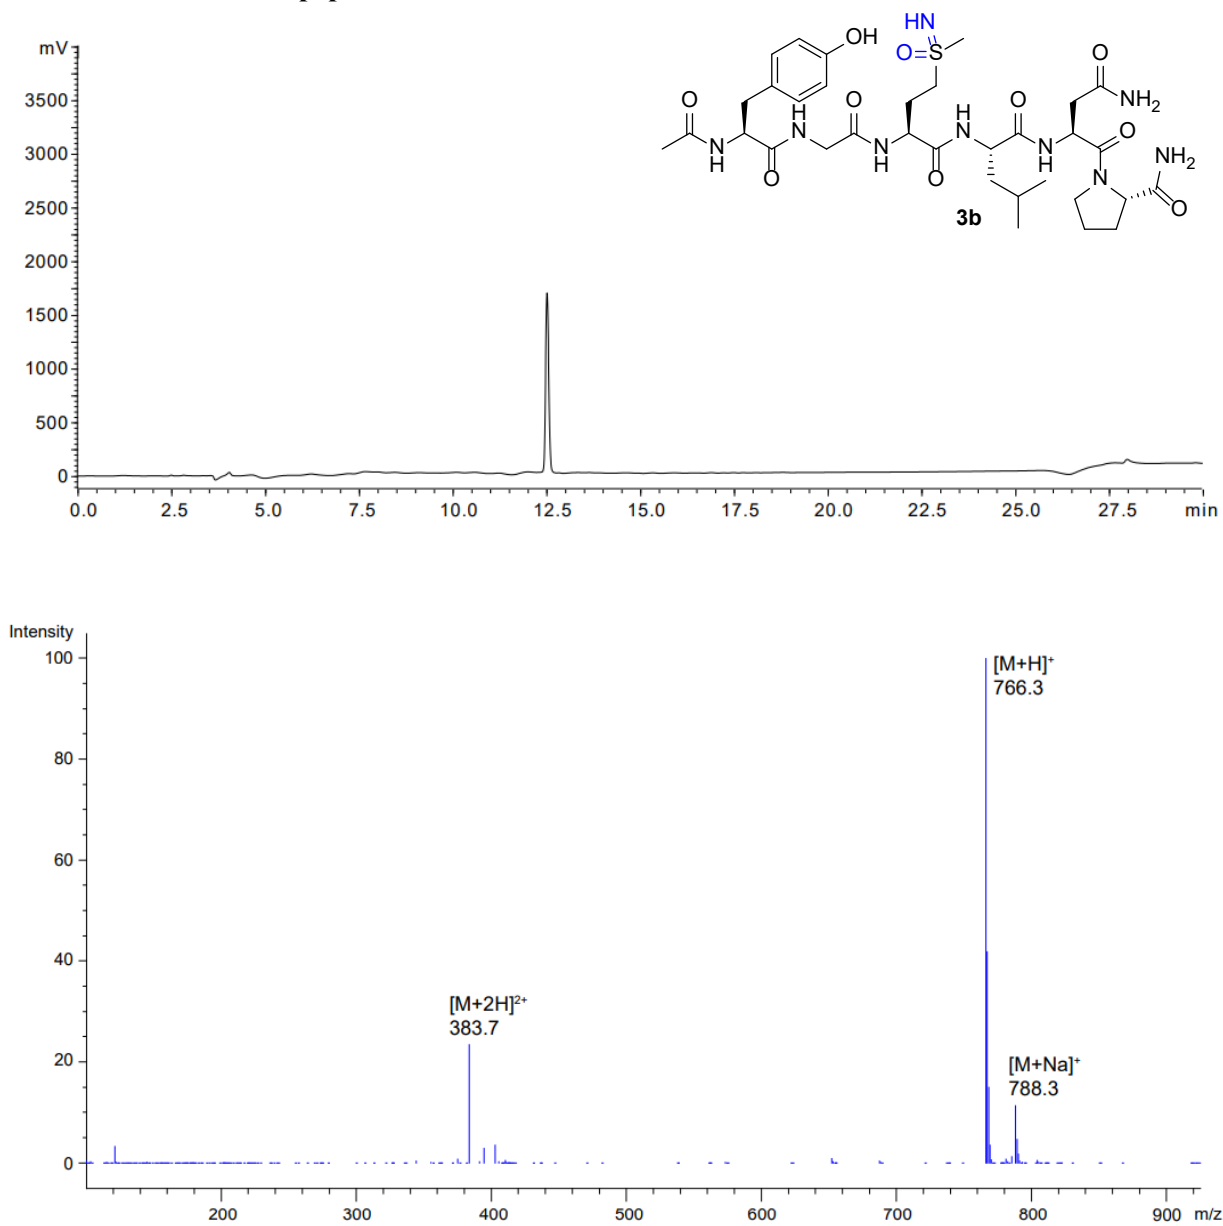 mV
3500
3000
2500
2000
1500
1000
500
0
0.0 2.5 5.0 7.5 10.0 12.5 15.0 17.5 20.0 22.5 25.0 27.5 min
HN
O=S
OH
O
NH2
O
H
N
O
H
N
O
O
N
H
O
N
H
O
N
H
O
N
NH2
O
3b
Intensity
100
80
60
40
20
0
[M+H]+
766.3
[M+2H]2+
383.7
[M+Na]+
788.3
200 300 400 500 600 700 800 900 m/z